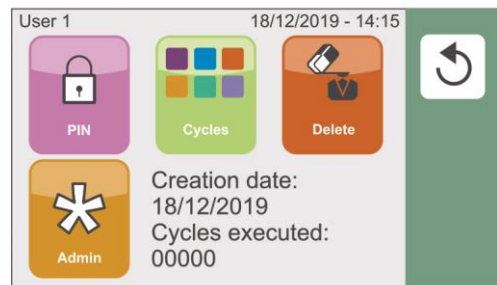 User 1
18/12/2019 - 14:15
PIN
Cycles
Delete
Admin
Creation date:
18/12/2019
Cycles executed:
00000